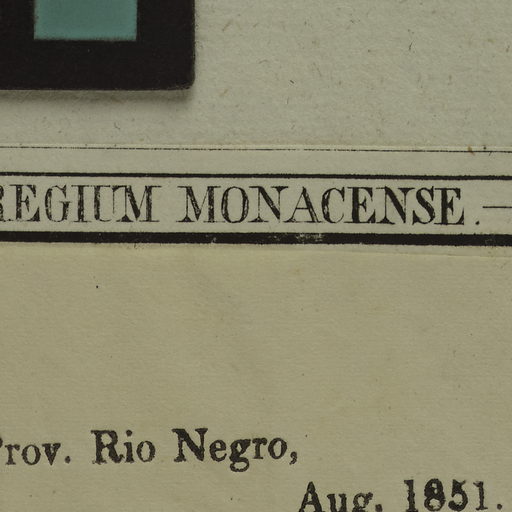 REGIUM MONACENSE.—
Prov. Rio Negro,
Aug. 1851.